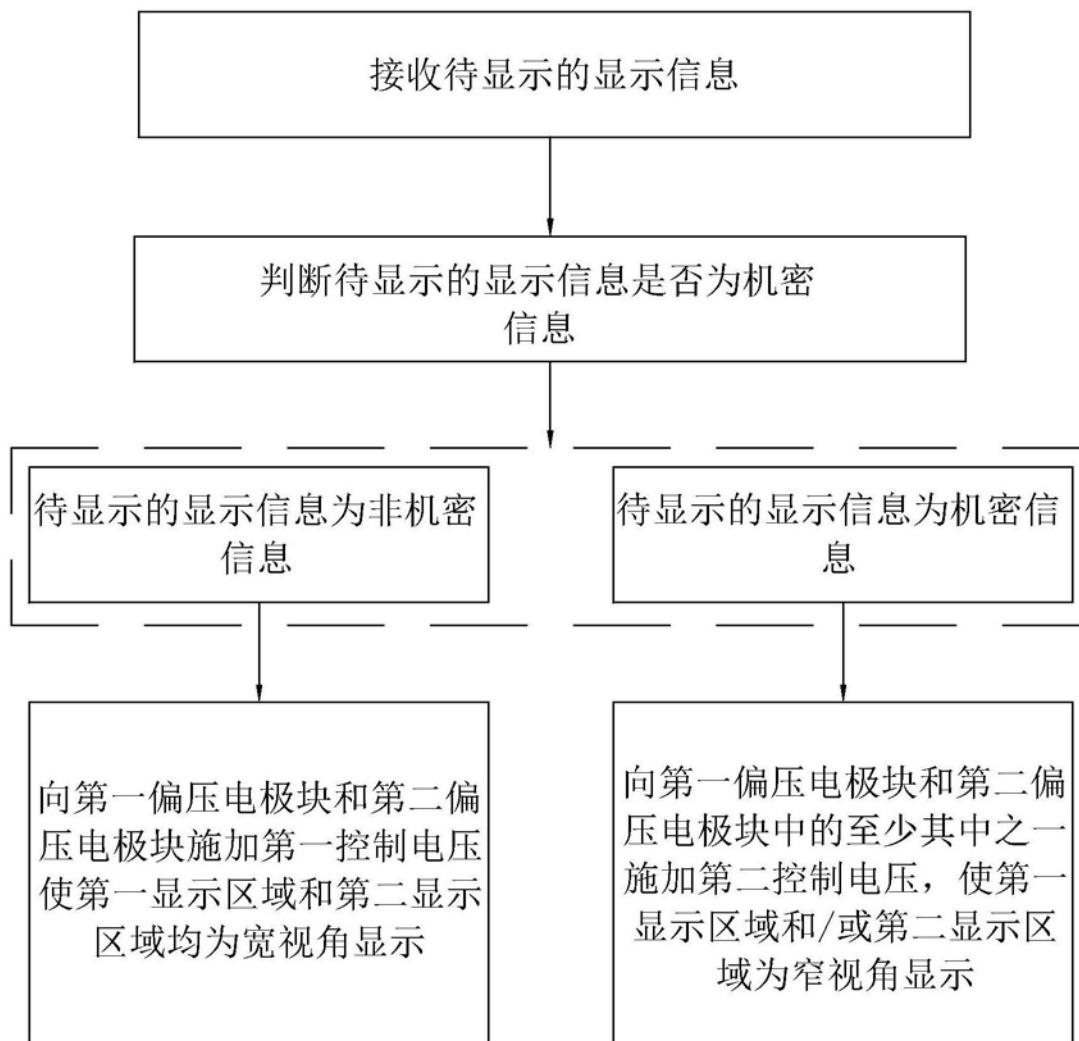 接收待显示的显示信息
判断待显示的显示信息是否为机密
信息
待显示的显示信息为非机密
信息
待显示的显示信息为机密信
息
向第一偏压电极块和第二偏
压电极块施加第一控制电压
使第一显示区域和第二显示
区域均为宽视角显示
向第一偏压电极块和第二偏
压电极块中的至少其中之一
施加第二控制电压，使第一
显示区域和/或第二显示区
域为窄视角显示